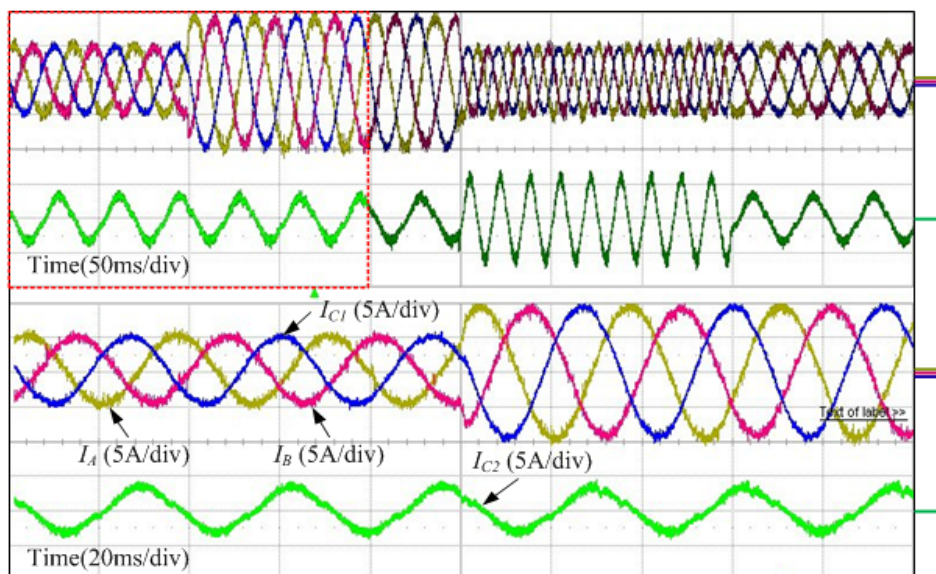 Time(50ms/div)
I_C1 (5A/div)
Text of label >>
I_A (5A/div)
I_B (5A/div)
I_C2 (5A/div)
Time(20ms/div)